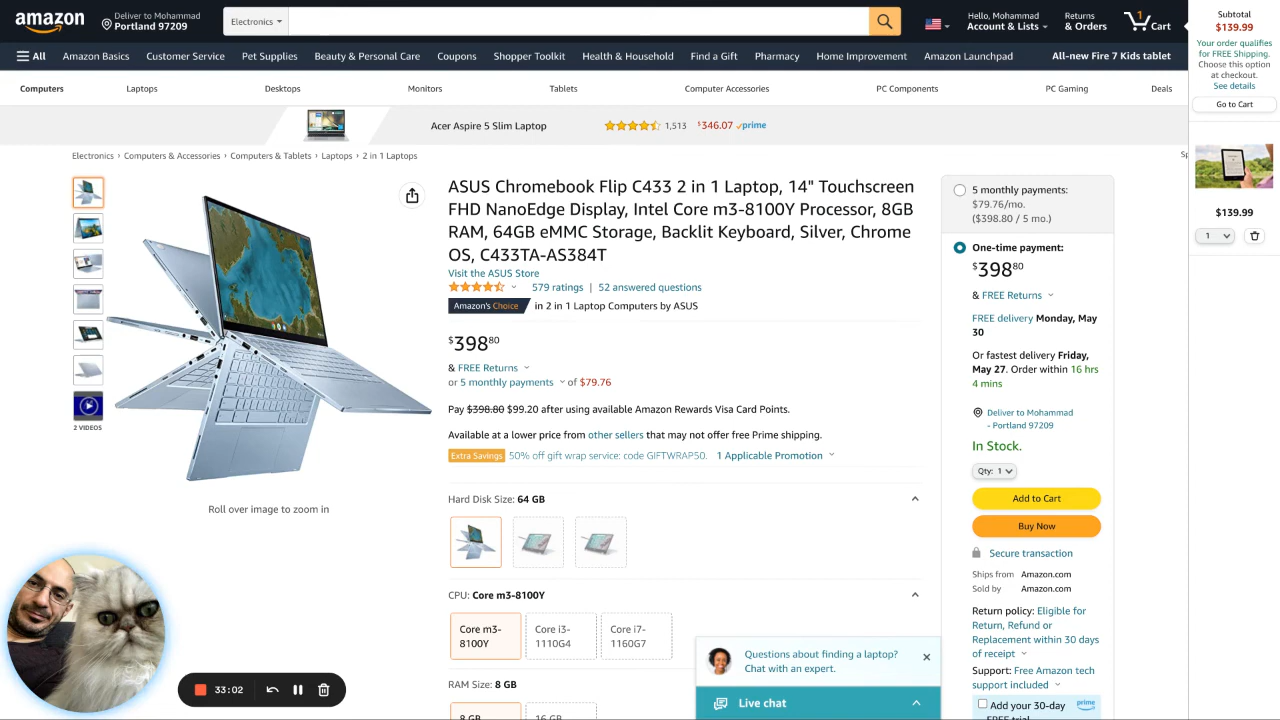 amazon
Deliver to Mohammad
Portland 97209
Electronics
Hello, Mohammad
Account & Lists
Returns
& Orders
1
Cart
All
Amazon Basics
Customer Service
Pet Supplies
Beauty & Personal Care
Coupons
Shopper Toolkit
Health & Household
Find a Gift
Pharmacy
Home Improvement
Amazon Launchpad
All-new Fire 7 Kids tablet
Computers
Laptops
Desktops
Monitors
Tablets
Computer Accessories
PC Components
PC Gaming
Deals
Acer Aspire 5 Slim Laptop
1,513
$346.07 prime
Electronics › Computers & Accessories › Computers & Tablets › Laptops › 2 in 1 Laptops
Sp
2 VIDEOS
Roll over image to zoom in
ASUS Chromebook Flip C433 2 in 1 Laptop, 14" Touchscreen
FHD NanoEdge Display, Intel Core m3-8100Y Processor, 8GB
RAM, 64GB eMMC Storage, Backlit Keyboard, Silver, Chrome
OS, C433TA-AS384T
Visit the ASUS Store
579 ratings | 52 answered questions
Amazon's Choice in 2 in 1 Laptop Computers by ASUS
$39880
& FREE Returns
or 5 monthly payments of $79.76
Pay $398.80 $99.20 after using available Amazon Rewards Visa Card Points.
Available at a lower price from other sellers that may not offer free Prime shipping.
Extra Savings 50% off gift wrap service: code GIFTWRAP50. 1 Applicable Promotion
Hard Disk Size: 64 GB
CPU: Core m3-8100Y
Core m3-
8100Y
Core i3-
1110G4
Core i7-
1160G7
RAM Size: 8 GB
8 GB
16 GB
5 monthly payments:
$79.76/mo.
($398.80 / 5 mo.)
One-time payment:
$39880
& FREE Returns
FREE delivery Monday, May
30
Or fastest delivery Friday,
May 27. Order within 16 hrs
4 mins
Deliver to Mohammad
- Portland 97209
In Stock.
Qty: 1
Add to Cart
Buy Now
Secure transaction
Ships from Amazon.com
Sold by Amazon.com
Return policy: Eligible for
Return, Refund or
Replacement within 30 days
of receipt
Support: Free Amazon tech
support included
Add your 30-day
FREE trial
prime
Subtotal
$139.99
Your order qualifies
for FREE Shipping.
Choose this option
at checkout.
See details
Go to Cart
$139.99
1
Questions about finding a laptop?
Chat with an expert.
Live chat
33:02